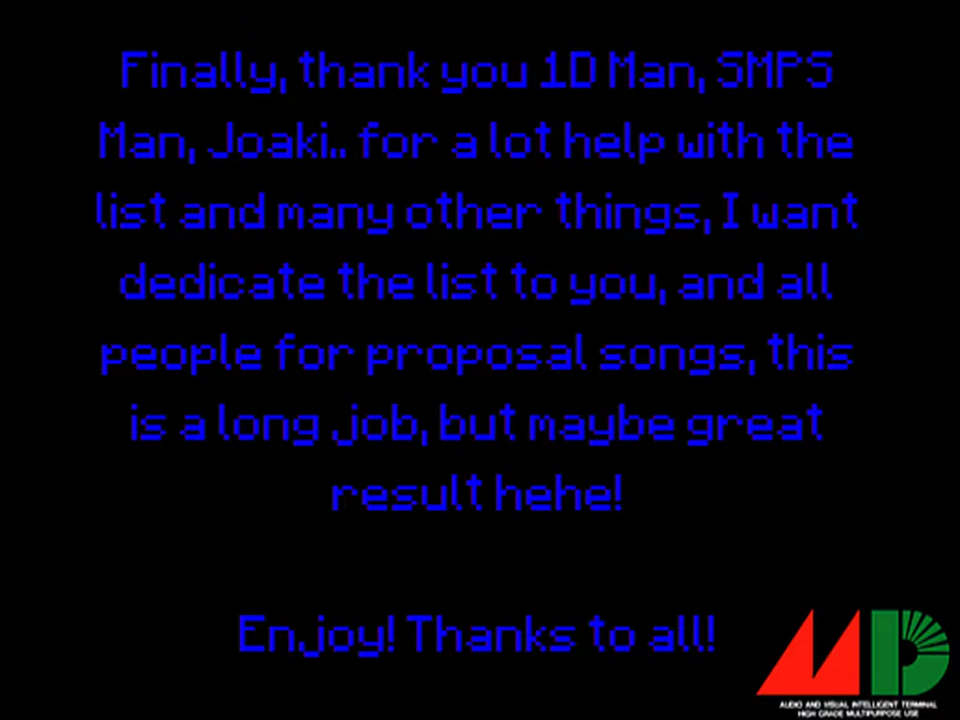 Finally, thank you 1D Man, SMPS
Man, Joaki.. for a lot help with the
list and many other things, I want
dedicate the list to you, and all
people for proposal songs, this
is a long job, but maybe great
result hehe!
Enjoy! Thanks to all!
MD
AUDIO AND VISUAL INTELLIGENT TERMINAL
HIGH GRADE MULTIPURPOSE USE